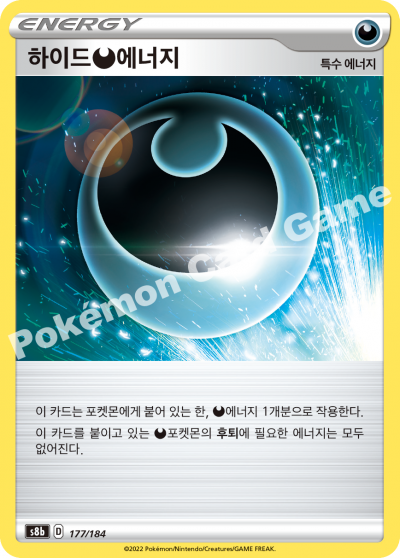 ENERGY
하이드 에너지
특수 에너지
Pokémon Card Game
이 카드는 포켓몬에게 붙어 있는 한, 에너지 1개분으로 작용한다.
이 카드를 붙이고 있는 포켓몬의 후퇴에 필요한 에너지는 모두
없어진다.
s8b D 177/184
©2022 Pokémon/Nintendo/Creatures/GAME FREAK.